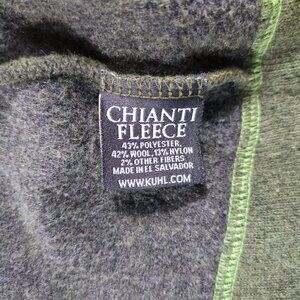 CHIANTI
FLEECE
43% POLYESTER,
42% WOOL, 13% NYLON
2% OTHER FIBERS
MADE IN EL SALVADOR
WWW.KUHL.COM